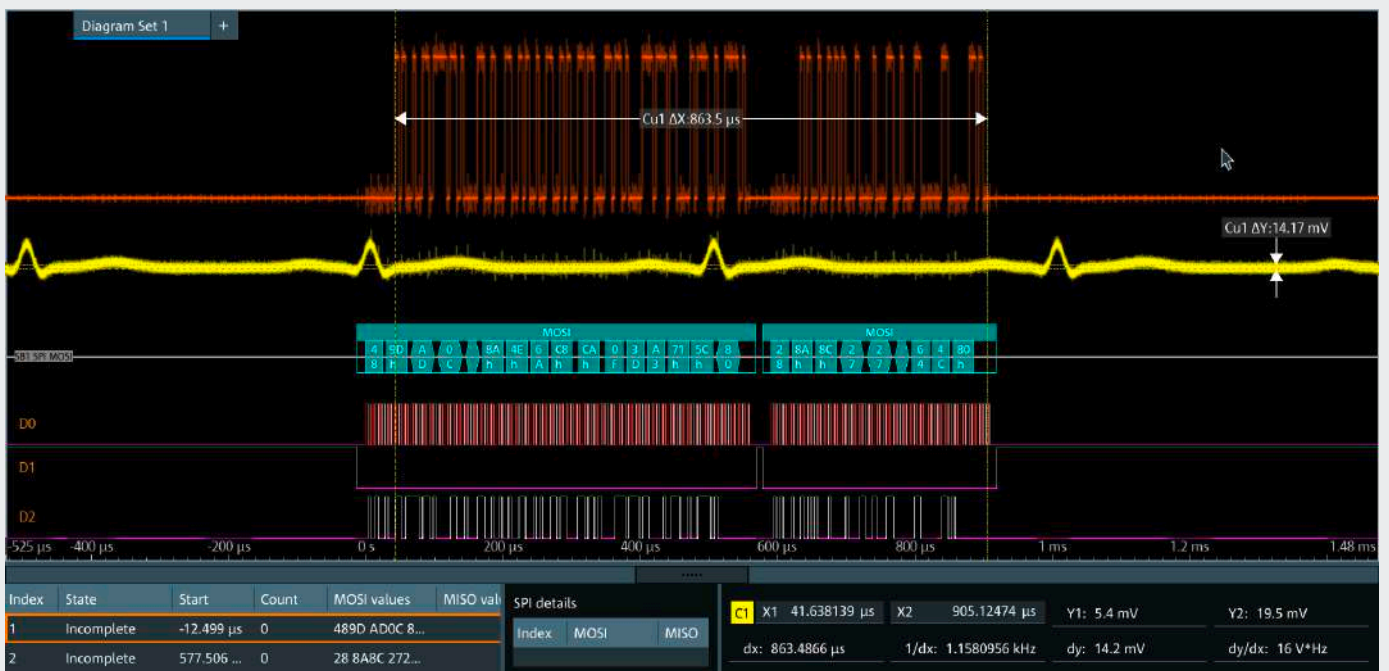 Diagram Set 1 +
Cu1 ΔX:863.5 µs
Cu1 ΔY:14.17 mV
MOSI MOSI
SB1 SPI MOSI
4 9D A 0 8A 4E 6 C8 CA 0 3 A 71 5C 8 2 8A 8C 2 2 6 4 80
8 h D C h h A h h F D 3 h h 0 8 h h 7 7 4 C h
D0
D1
D2
-525 µs -400 µs -200 µs 0 s 200 µs 400 µs 600 µs 800 µs 1 ms 1.2 ms 1.48 ms
Index State Start Count MOSI values MISO val
1 Incomplete -12.499 µs 0 489D AD0C 8...
2 Incomplete 577.506 ... 0 28 8A8C 272...
SPI details
Index MOSI MISO
C1 X1 41.638139 µs X2 905.12474 µs Y1: 5.4 mV Y2: 19.5 mV
dx: 863.4866 µs 1/dx: 1.1580956 kHz dy: 14.2 mV dy/dx: 16 V*Hz